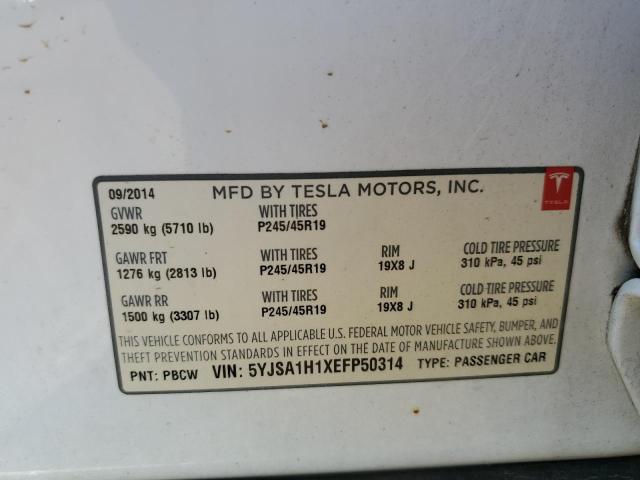 09/2014 MFD BY TESLA MOTORS, INC.
TESLA
GVWR WITH TIRES
2590 kg (5710 lb) P245/45R19
GAWR FRT WITH TIRES RIM COLD TIRE PRESSURE
1276 kg (2813 lb) P245/45R19 19X8 J 310 kPa, 45 psi
GAWR RR WITH TIRES RIM COLD TIRE PRESSURE
1500 kg (3307 lb) P245/45R19 19X8 J 310 kPa, 45 psi
THIS VEHICLE CONFORMS TO ALL APPLICABLE U.S. FEDERAL MOTOR VEHICLE SAFETY, BUMPER, AND
THEFT PREVENTION STANDARDS IN EFFECT ON THE DATE OF MANUFACTURE SHOWN ABOVE.
PNT: PBCW VIN: 5YJSA1H1XEFP50314 TYPE: PASSENGER CAR